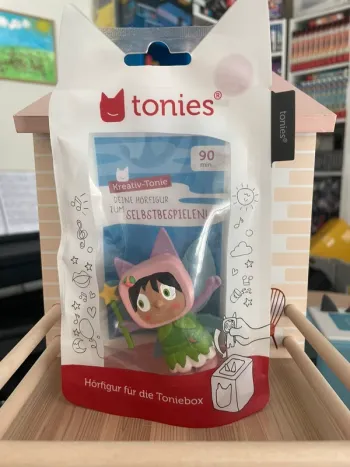 tonies®
tonies®
90
min
Kreativ-Tonie
DEINE HÖRFIGUR
ZUM SELBSTBESPIELEN!
Hörfigur für die Toniebox